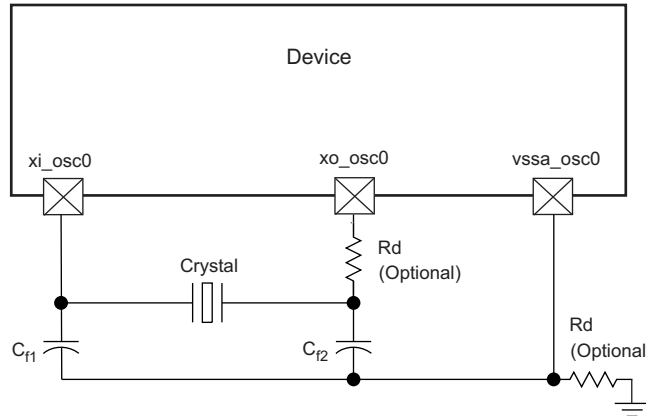 Device
xi_osc0
xo_osc0
vssa_osc0
Rd
(Optional)
Crystal
Rd
(Optional
Cf1
Cf2